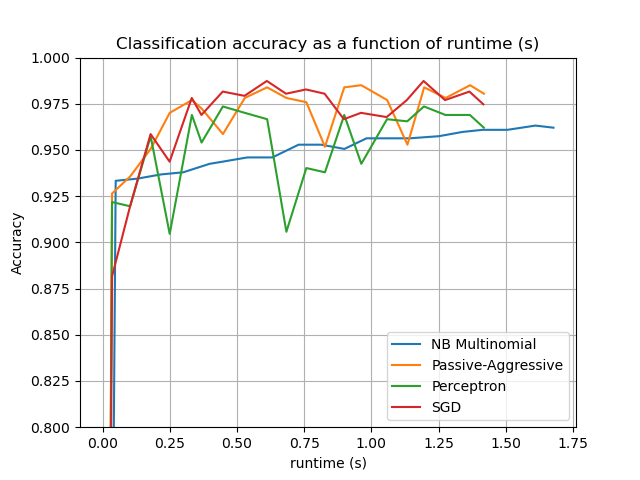 Classification accuracy as a function of runtime (s)
1.000
0.975
0.950
0.925
0.900
0.875
0.850
0.825
0.800
Accuracy
NB Multinomial
Passive-Aggressive
Perceptron
SGD
0.00 0.25 0.50 0.75 1.00 1.25 1.50 1.75
runtime (s)